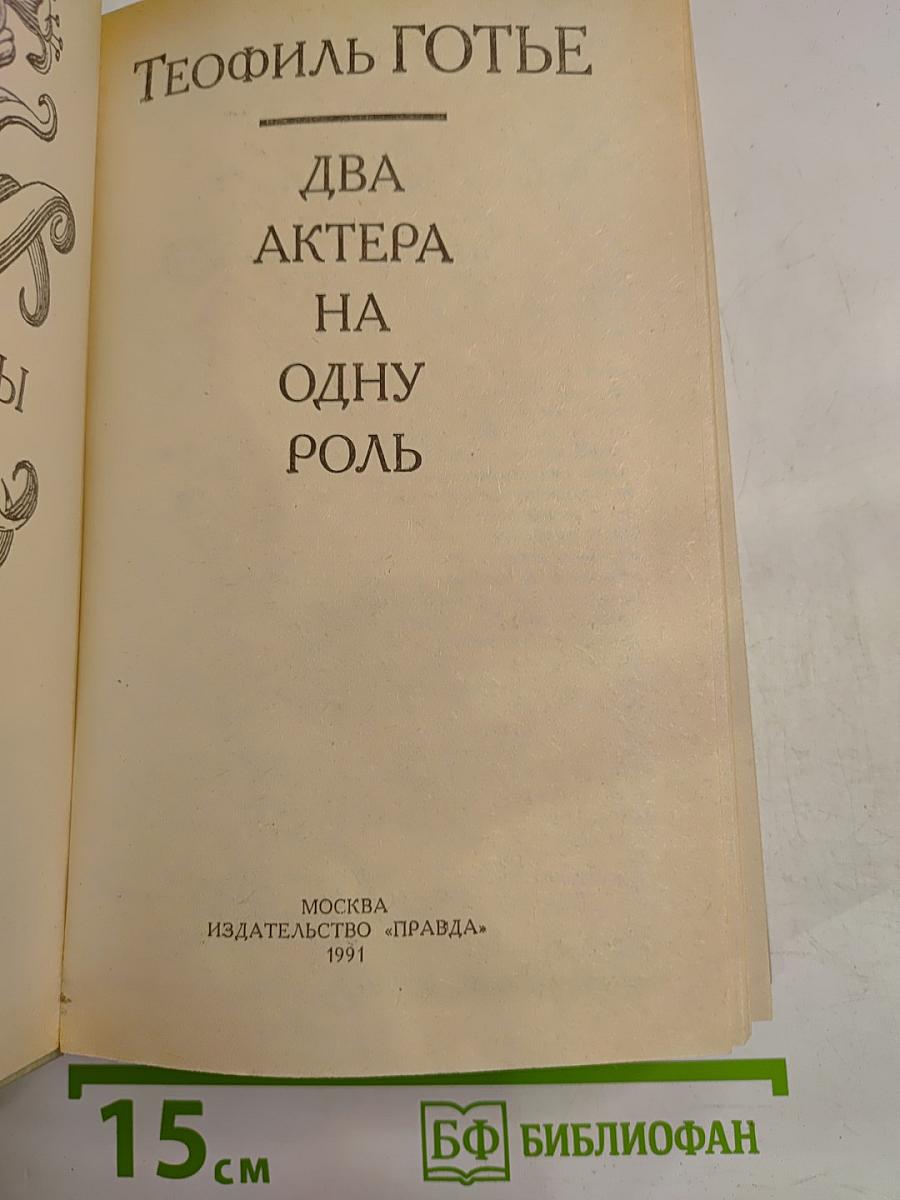 Теофиль ГОТЬЕ
ДВА
АКТЕРА
НА
ОДНУ
РОЛЬ
МОСКВА
ИЗДАТЕЛЬСТВО «ПРАВДА»
1991
15 см
БФ БИБЛИОФАН